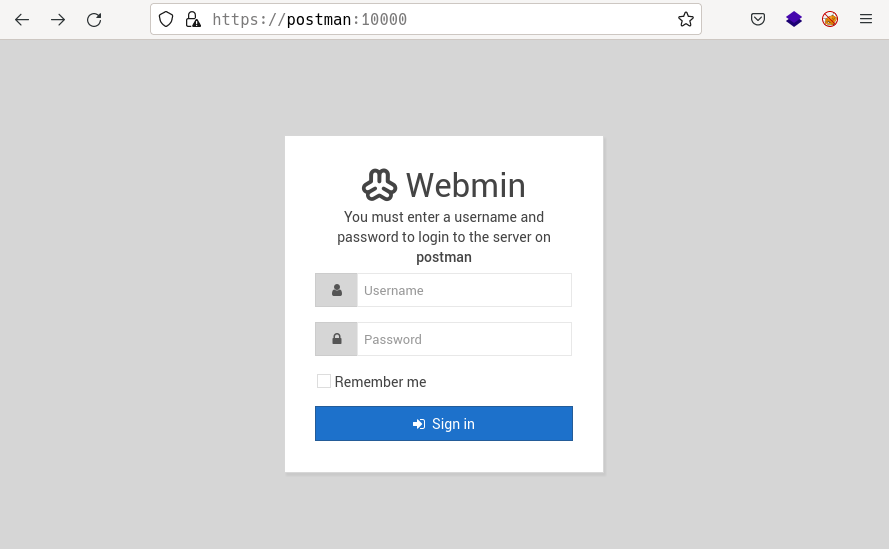 https://postman:10000
Webmin
You must enter a username and
password to login to the server on
postman
Username
Password
Remember me
Sign in